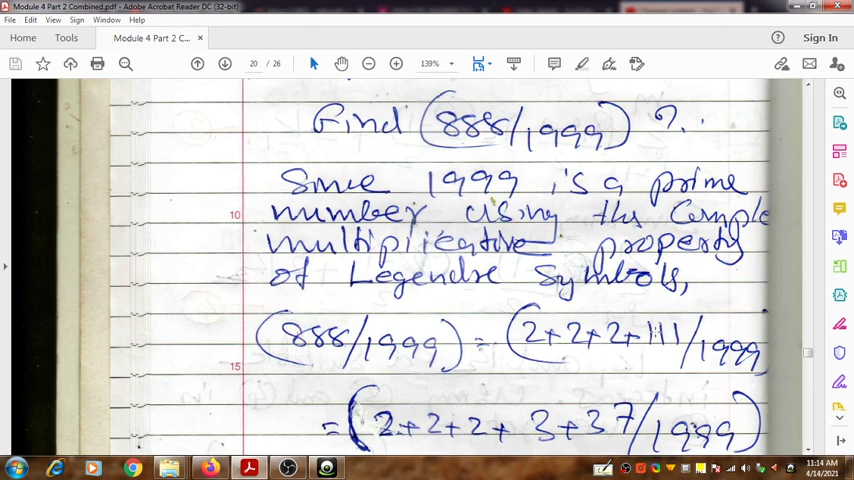 Module 4 Part 2 Combined.pdf - Adobe Acrobat Reader DC (32-bit)
File Edit View Sign Window Help
Home Tools Module 4 Part 2 C... × Sign In
20 / 26 139%
Find (888/1999) ?..
Since 1999 is a prime
10 number using the Comple
multiplicative property
of Legendre Symbols,
(888/1999) = (2+2+2+111/1999)
15
= (2+2+2+3+37/1999)
11:14 AM
4/14/2021